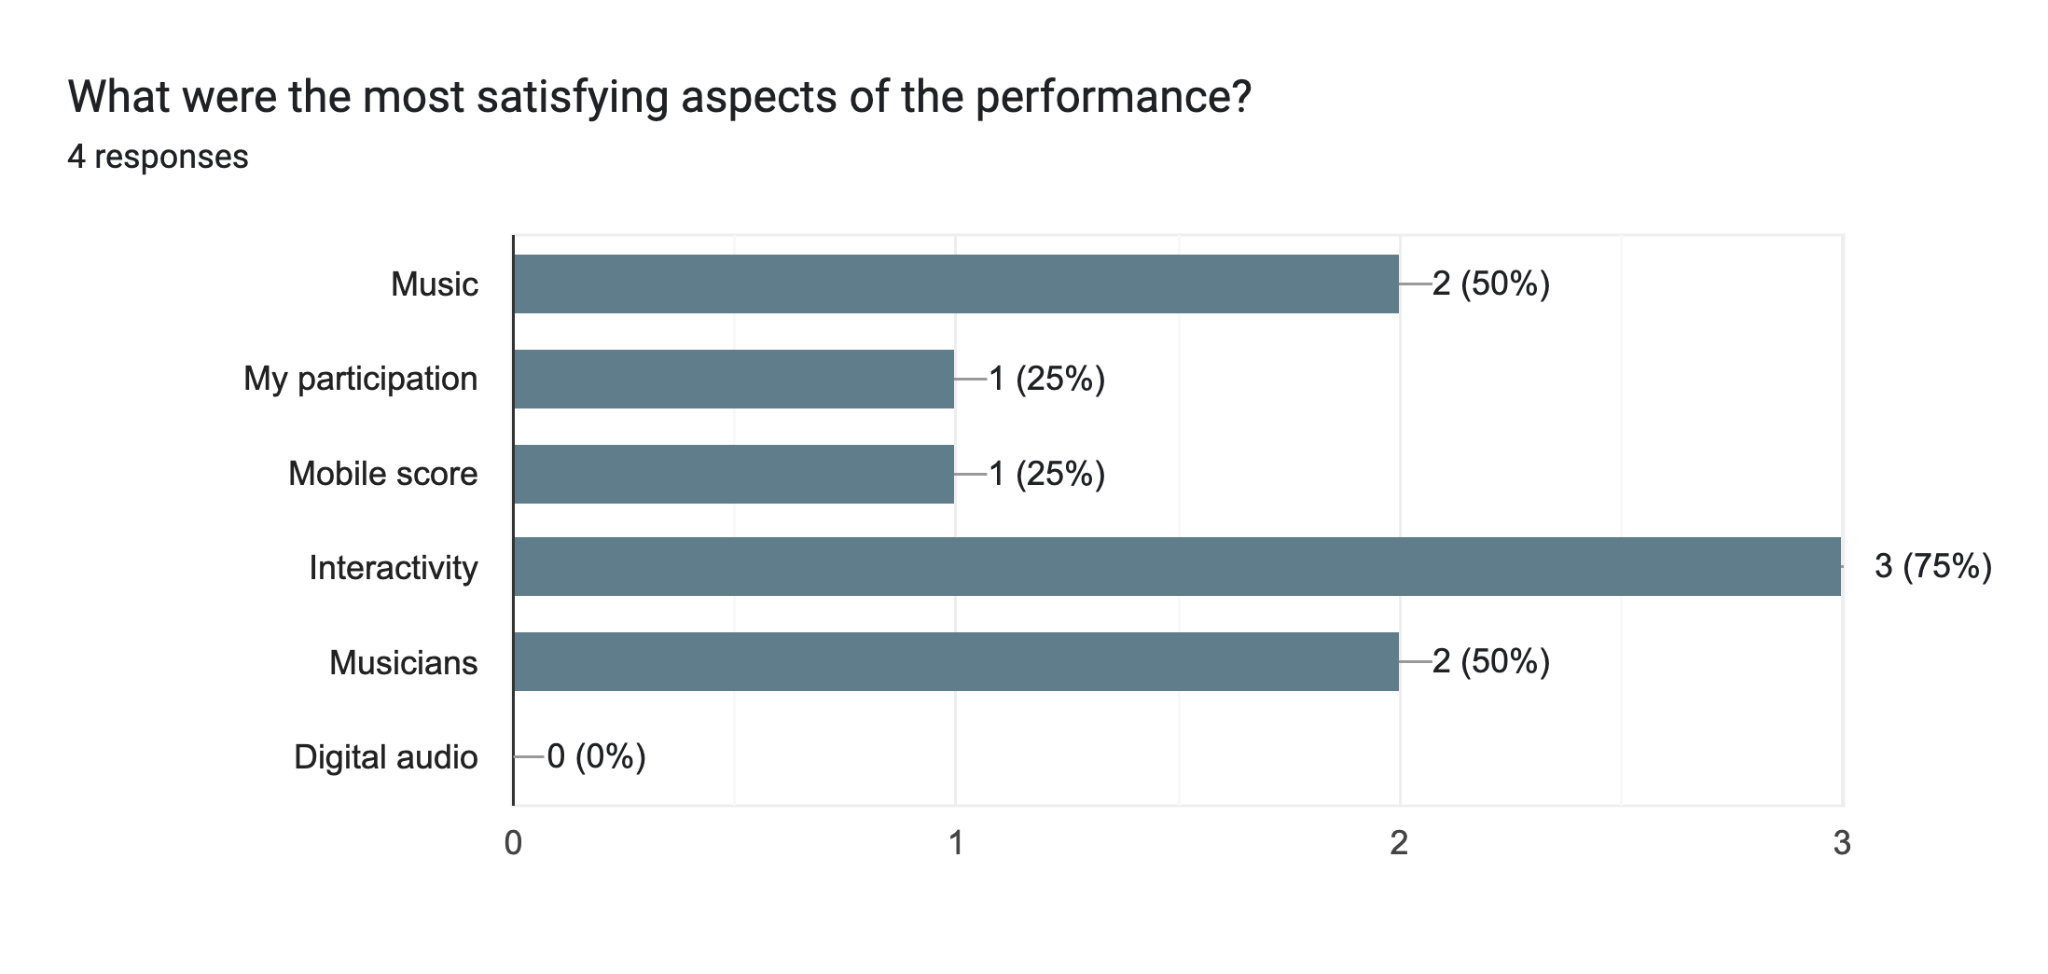 What were the most satisfying aspects of the performance?
4 responses
Music 2 (50%)
My participation 1 (25%)
Mobile score 1 (25%)
Interactivity 3 (75%)
Musicians 2 (50%)
Digital audio 0 (0%)
0 1 2 3